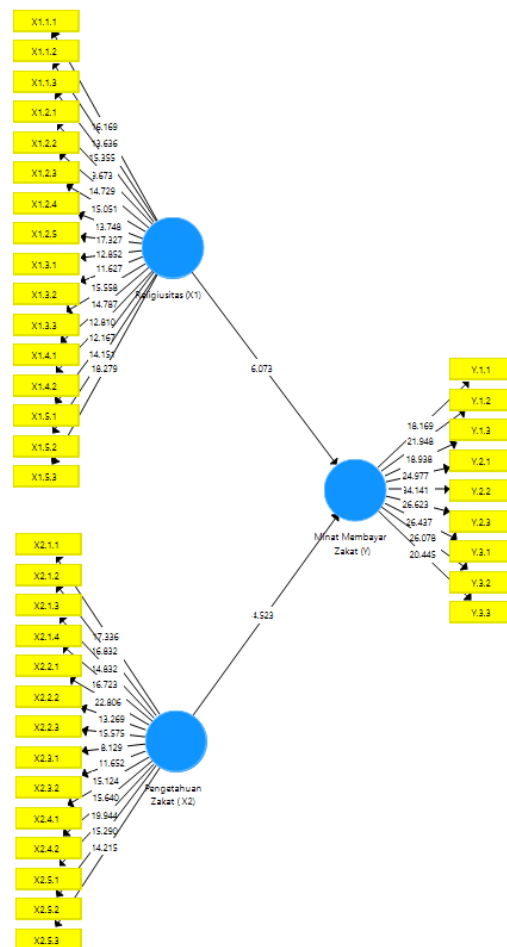 X1.1.1
X1.1.2
X1.1.3
X1.2.1
X1.2.2
X1.2.3
X1.2.4
X1.2.5
X1.3.1
X1.3.2
X1.3.3
X1.4.1
X1.4.2
X1.5.1
X1.5.2
X1.5.3
16.169
13.636
15.355
3.673
14.729
15.051
13.748
17.327
12.852
11.627
15.558
14.787
12.810
12.167
14.151
18.279
Religiusitas (X1)
6.073
Y.1.1
Y.1.2
Y.1.3
Y.2.1
Y.2.2
Y.2.3
Y.3.1
Y.3.2
Y.3.3
18.169
21.948
18.938
24.977
34.141
26.623
26.437
26.078
20.445
Minat Membayar
Zakat (Y)
4.523
X2.1.1
X2.1.2
X2.1.3
X2.1.4
X2.2.1
X2.2.2
X2.2.3
X2.3.1
X2.3.2
X2.4.1
X2.4.2
X2.5.1
X2.5.2
X2.5.3
17.336
16.832
14.832
16.723
22.806
13.269
15.575
8.129
11.652
15.124
15.640
19.944
15.290
14.215
Pengetahuan
Zakat ( X2)